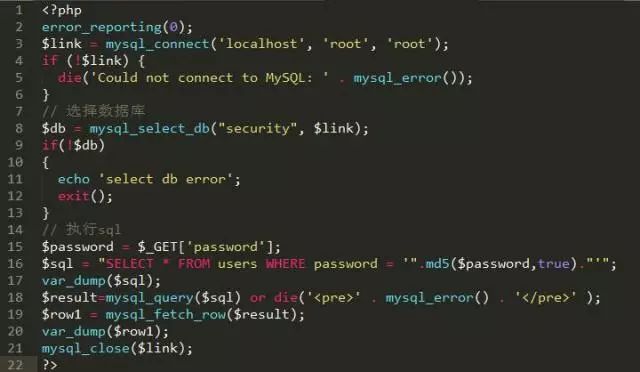 1 <?php
2 error_reporting(0);
3 $link = mysql_connect('localhost', 'root', 'root');
4 if (!$link) {
5 die('Could not connect to MySQL: ' . mysql_error());
6 }
7 // 选择数据库
8 $db = mysql_select_db("security", $link);
9 if(!$db)
10 {
11 echo 'select db error';
12 exit();
13 }
14 // 执行sql
15 $password = $_GET['password'];
16 $sql = "SELECT * FROM users WHERE password = '".md5($password,true)."'";
17 var_dump($sql);
18 $result=mysql_query($sql) or die('<pre>' . mysql_error() . '</pre>' );
19 $row1 = mysql_fetch_row($result);
20 var_dump($row1);
21 mysql_close($link);
22 ?>